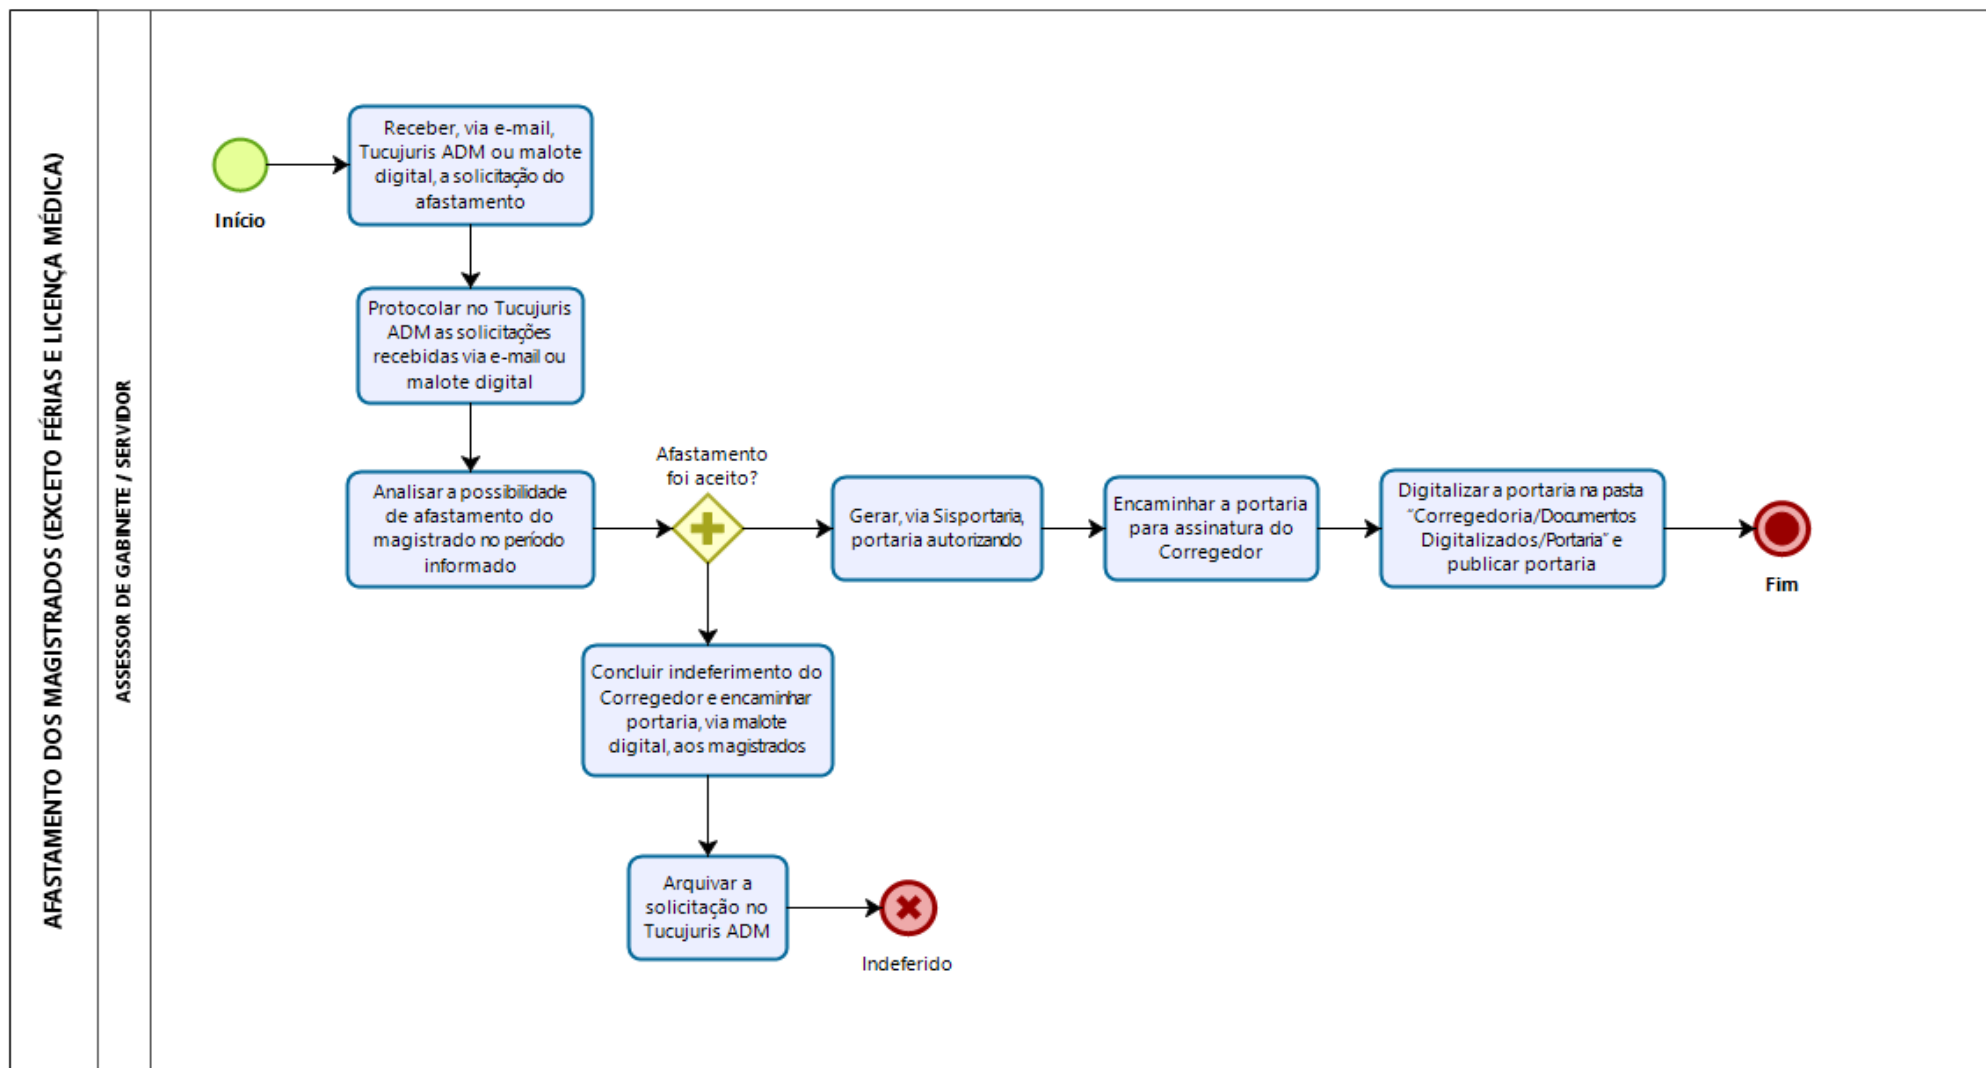 AFASTAMENTO DOS MAGISTRADOS (EXCETO FÉRIAS E LICENÇA MÉDICA)
ASSESSOR DE GABINETE / SERVIDOR
Início
Receber, via e-mail,
Tucujuris ADM ou malote
digital, a solicitação do
afastamento
Protocolar no Tucujuris
ADM as solicitações
recebidas via e-mail ou
malote digital
Analisar a possibilidade
de afastamento do
magistrado no período
informado
Afastamento
foi aceito?
Gerar, via Sisportaria,
portaria autorizando
Encaminhar a portaria
para assinatura do
Corregedor
Digitalizar a portaria na pasta
“Corregedoria/Documentos
Digitalizados/Portaria” e
publicar portaria
Fim
Concluir indeferimento do
Corregedor e encaminhar
portaria, via malote
digital, aos magistrados
Arquivar a
solicitação no
Tucujuris ADM
Indeferido